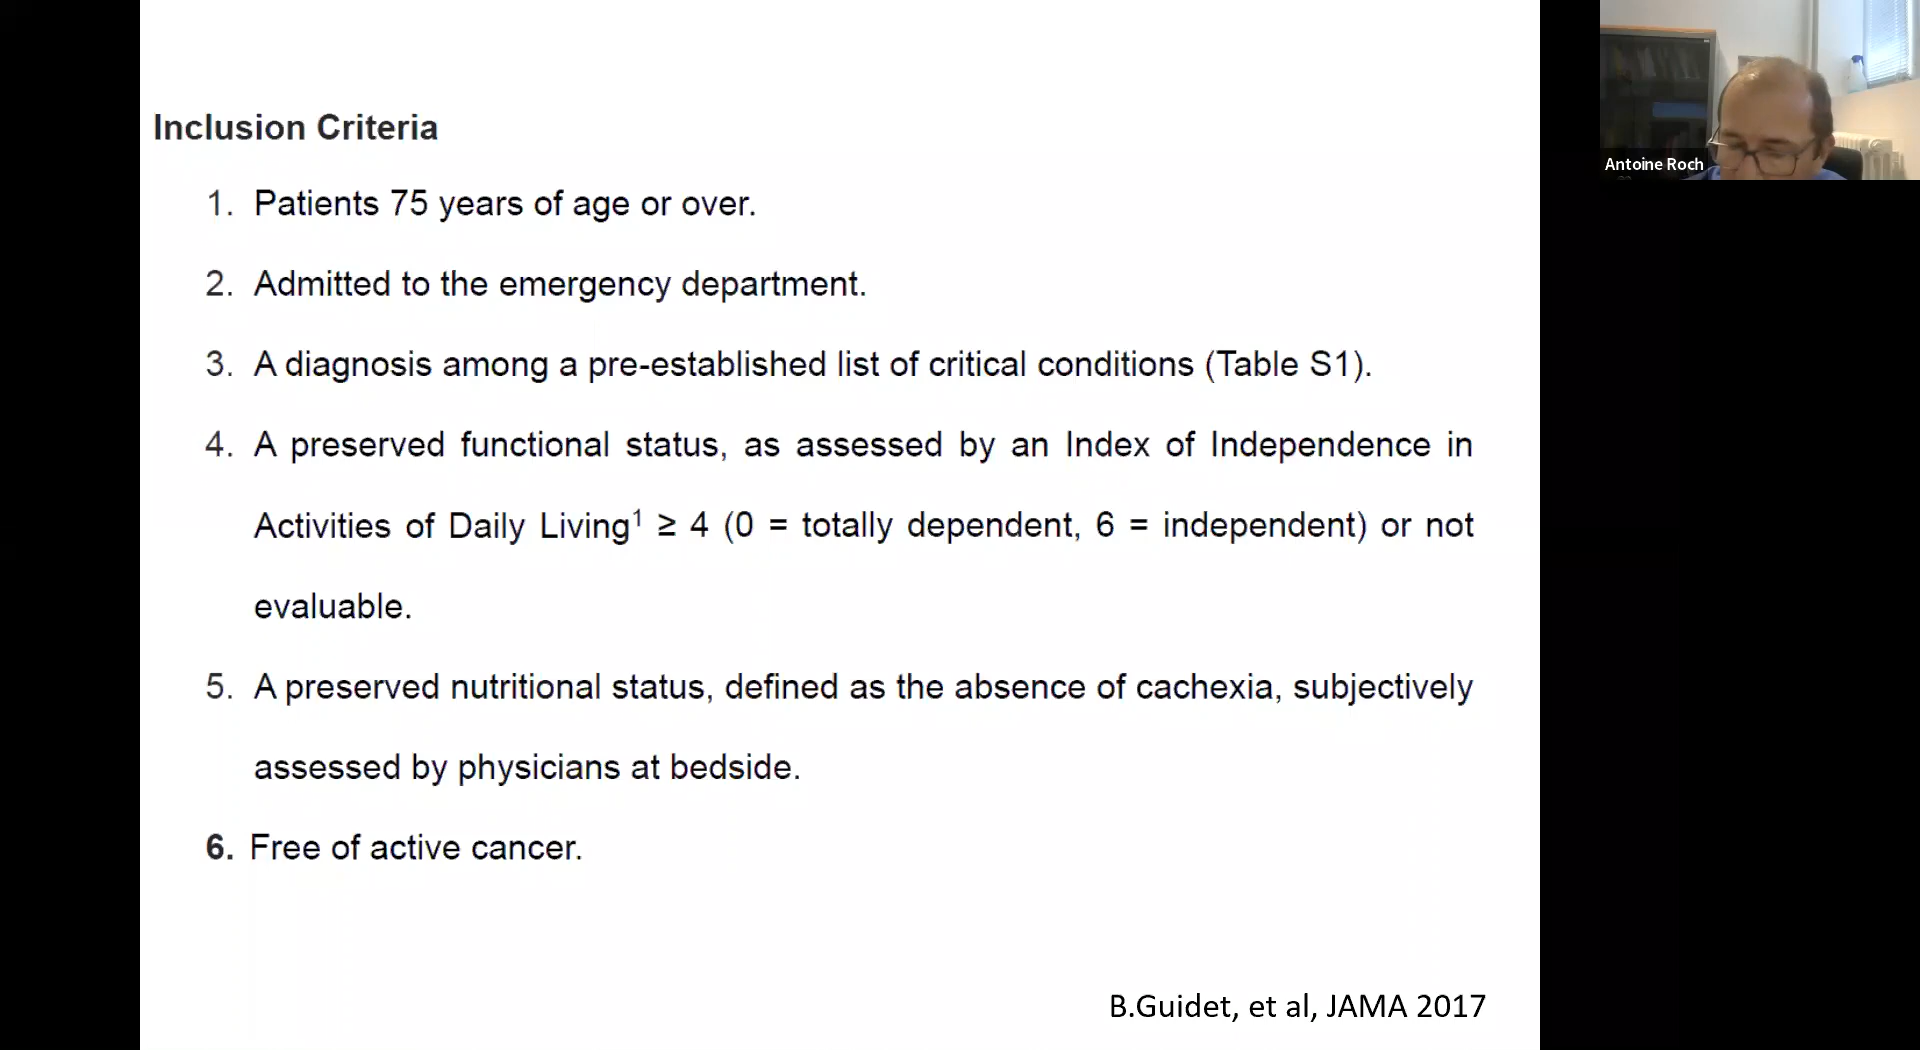 Inclusion Criteria
1. Patients 75 years of age or over.
2. Admitted to the emergency department.
3. A diagnosis among a pre-established list of critical conditions (Table S1).
4. A preserved functional status, as assessed by an Index of Independence in
Activities of Daily Living¹ ≥ 4 (0 = totally dependent, 6 = independent) or not
evaluable.
5. A preserved nutritional status, defined as the absence of cachexia, subjectively
assessed by physicians at bedside.
6. Free of active cancer.
B.Guidet, et al, JAMA 2017
Antoine Roch